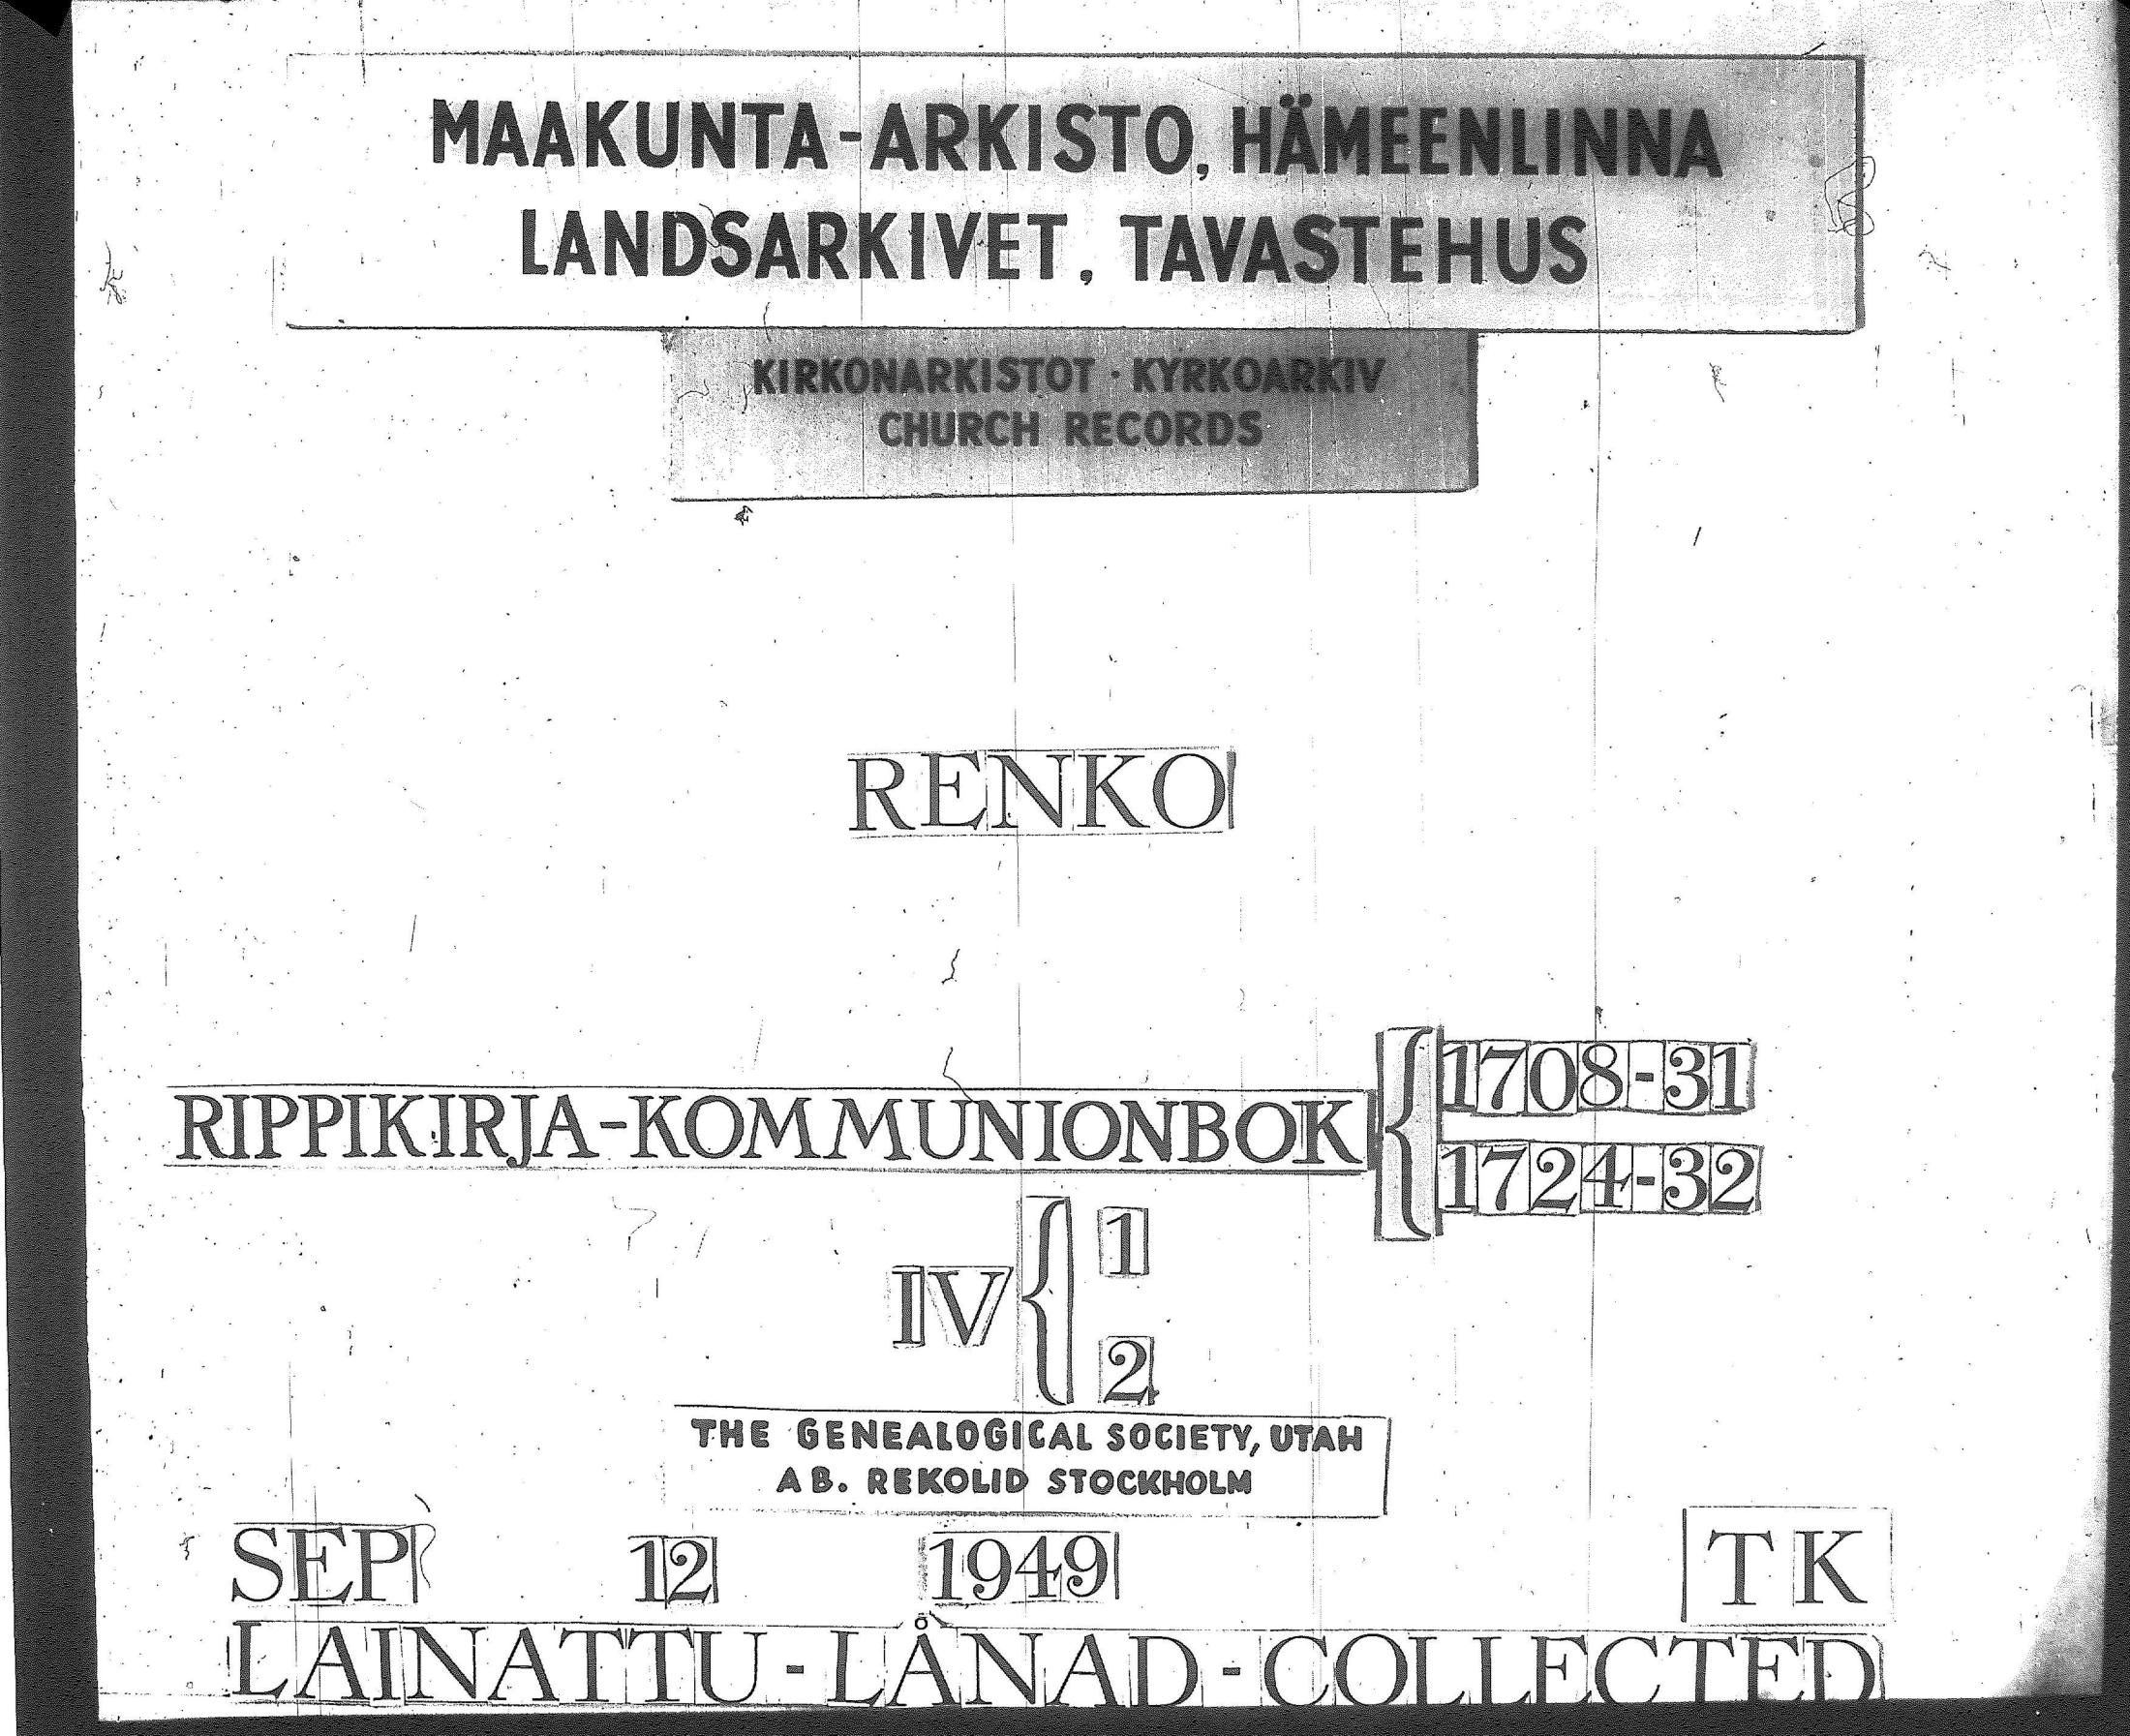 MAAKUNTA-ARKISTO, HÄMEENLINNA
LANDSARKIVET, TAVASTEHUS
KIRKONARKISTOT · KYRKOARKIV
CHURCH RECORDS
RENKO
RIPPIKIRJA-KOMMUNIONBOK { 1708-31
1724-32
IV { 1
2
THE GENEALOGICAL SOCIETY, UTAH
AB. REKOLID STOCKHOLM
SEP 12 1949 TK
LAINATTU - LÅNAD - COLLECTED